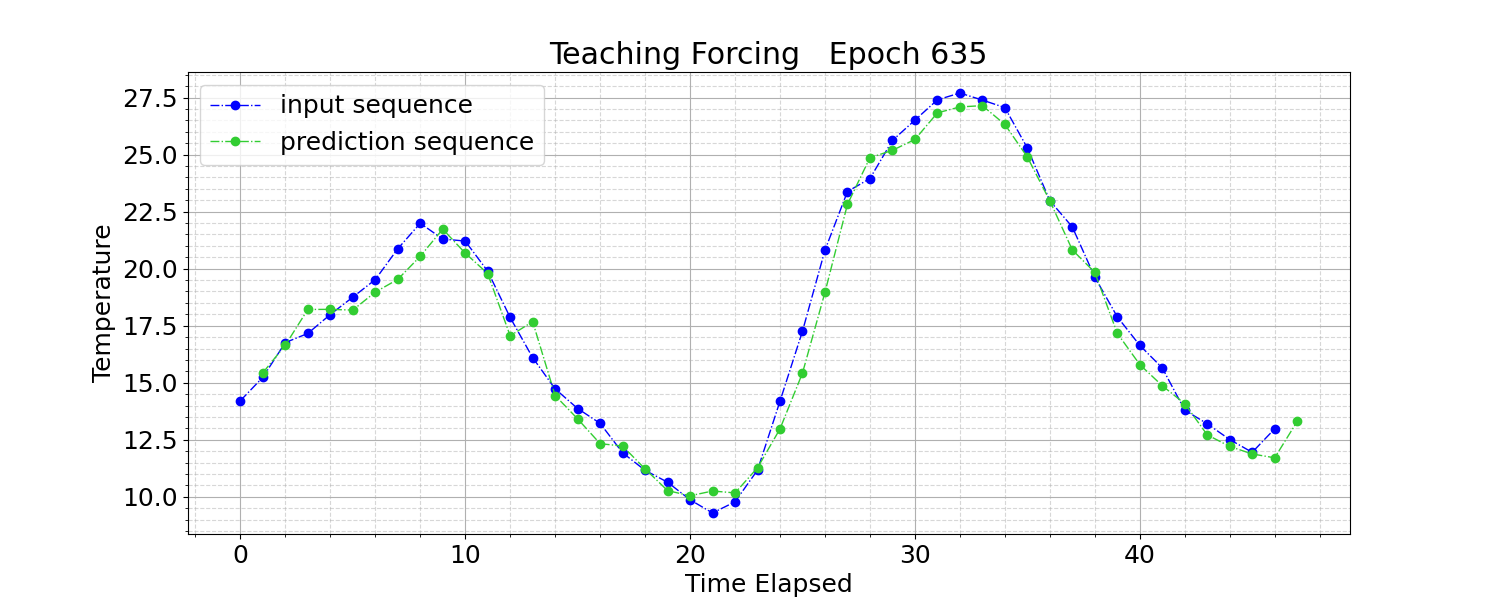 Teaching Forcing   Epoch 635
input sequence
prediction sequence
Temperature
27.5
25.0
22.5
20.0
17.5
15.0
12.5
10.0
0 10 20 30 40
Time Elapsed